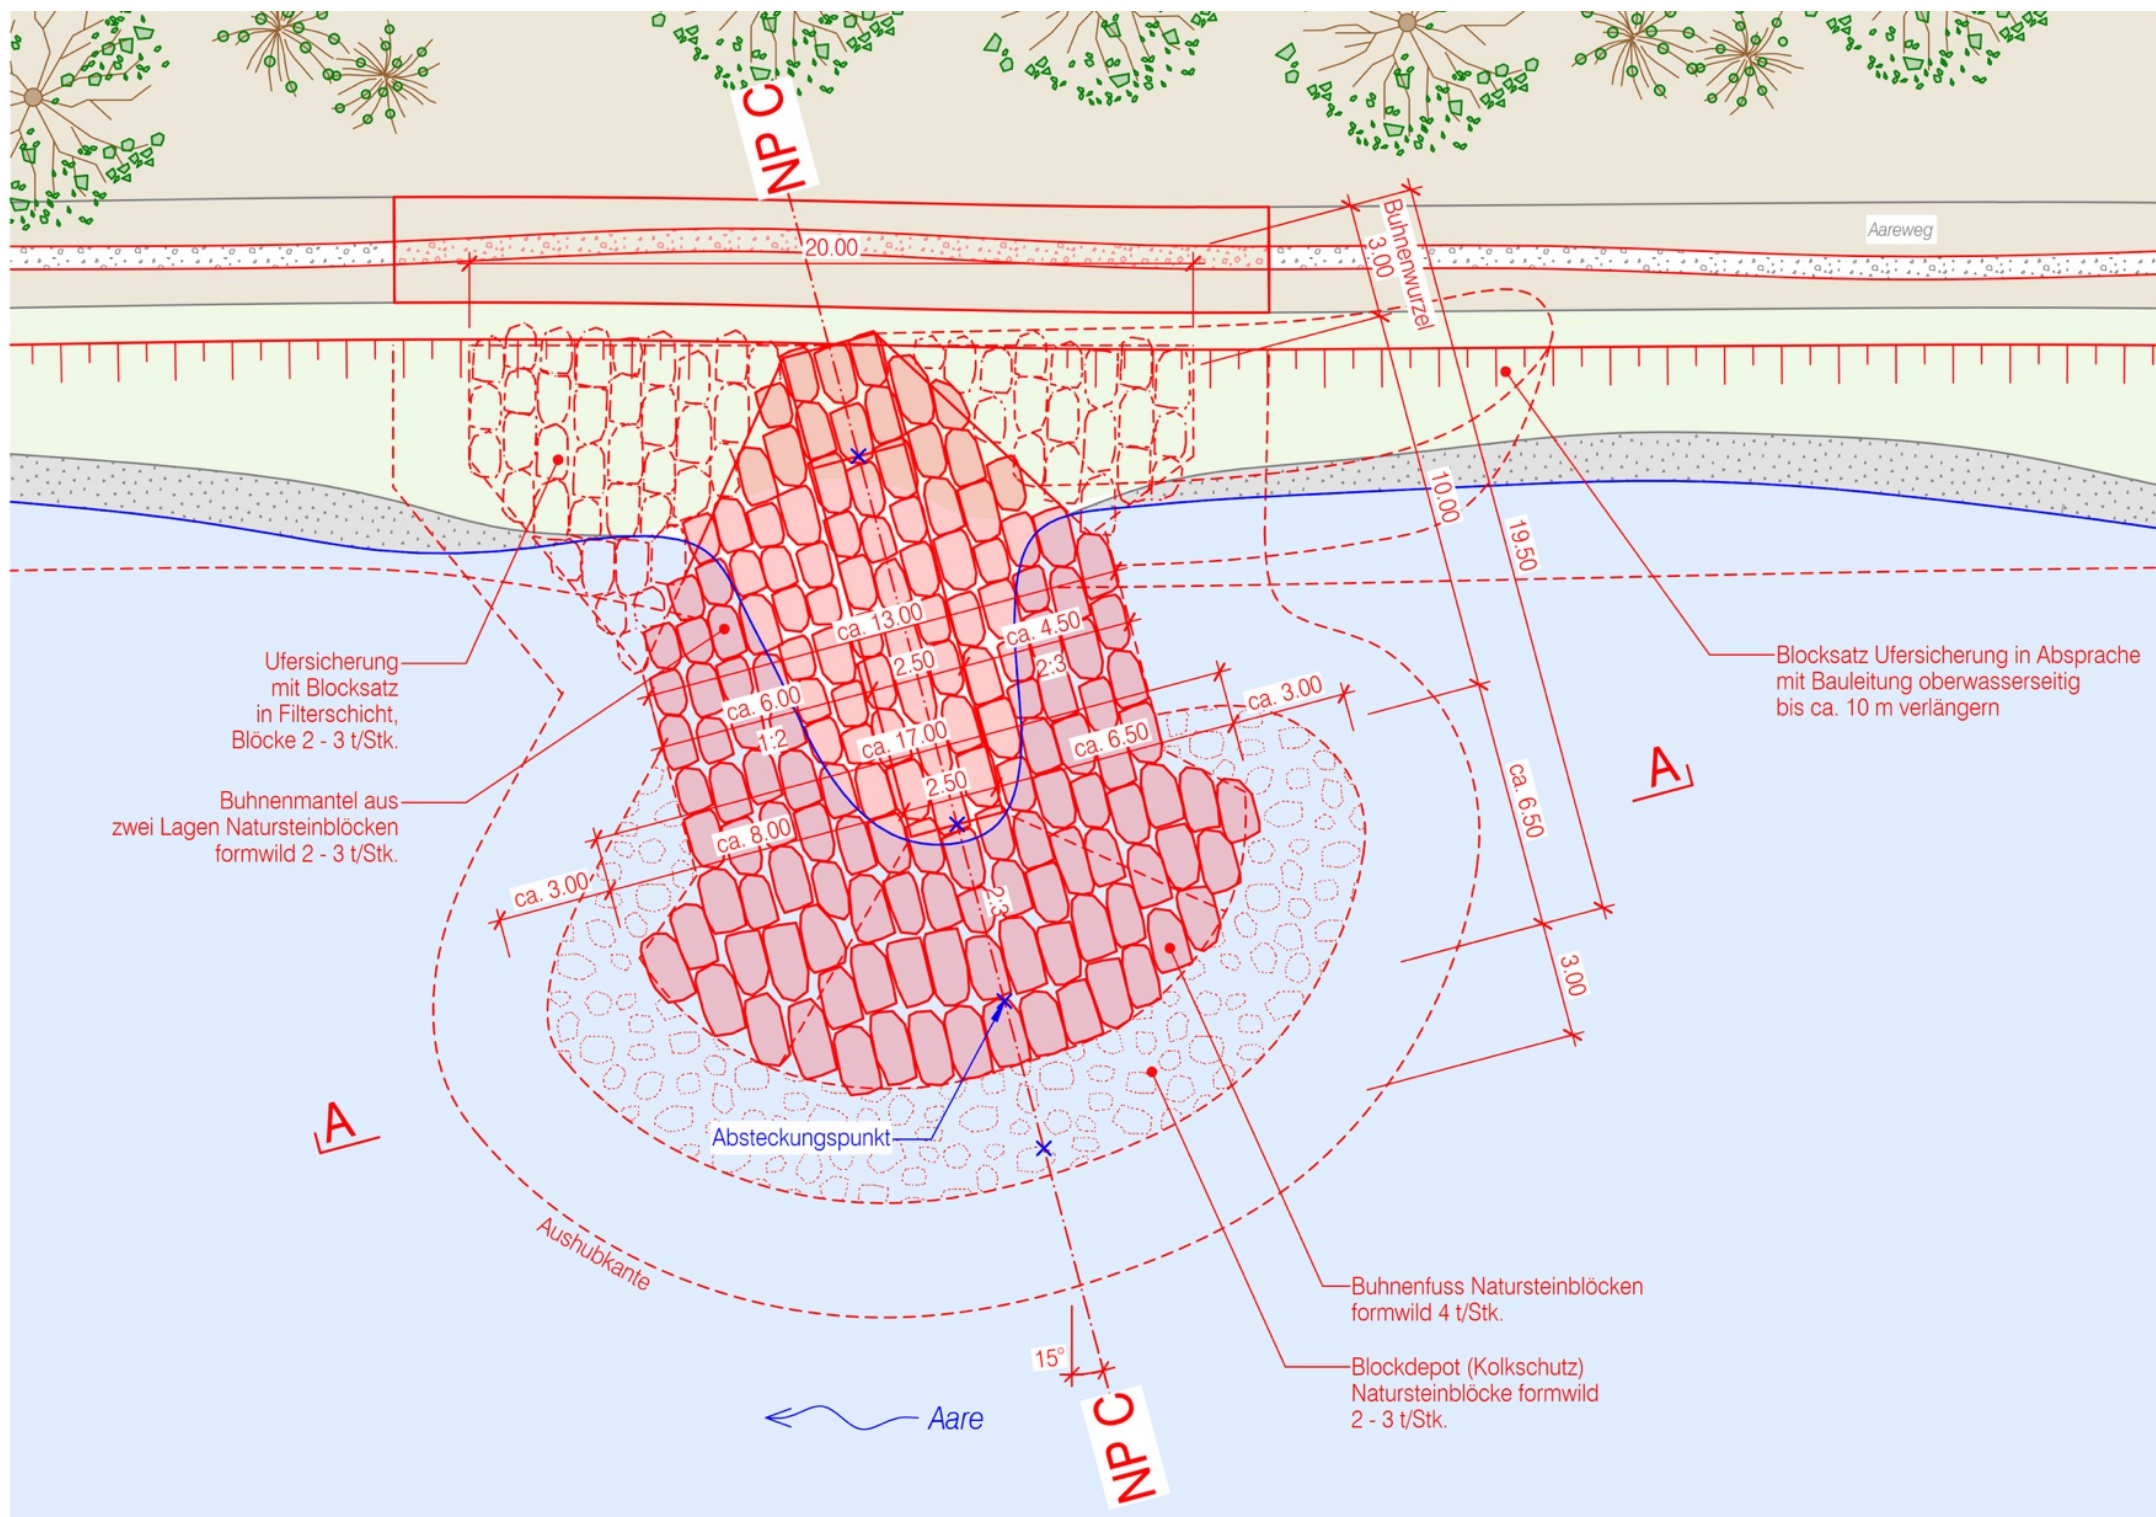 NP C
Aareweg
20.00
Buhnenwurzel
3.00
10.00
19.50
ca. 13.00
ca. 4.50
2.50
2:3
ca. 6.00
1:2
ca. 17.00
ca. 6.50
ca. 3.00
2.50
ca. 8.00
ca. 3.00
2:3
ca. 6.50
3.00
Ufersicherung
mit Blocksatz
in Filterschicht,
Blöcke 2 - 3 t/Stk.
Buhnenmantel aus
zwei Lagen Natursteinblöcken
formwild 2 - 3 t/Stk.
Blocksatz Ufersicherung in Absprache
mit Bauleitung oberwasserseitig
bis ca. 10 m verlängern
A
A
Absteckungspunkt
Aushubkante
Buhnenfuss Natursteinblöcken
formwild 4 t/Stk.
Blockdepot (Kolkschutz)
Natursteinblöcke formwild
2 - 3 t/Stk.
15°
Aare
NP C